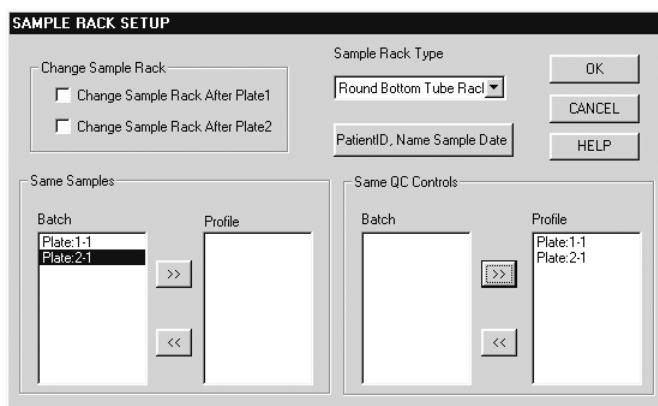 SAMPLE RACK SETUP
Change Sample Rack
Change Sample Rack After Plate1
Change Sample Rack After Plate2
Sample Rack Type
Round Bottom Tube Racl
PatientID, Name Sample Date
OK
CANCEL
HELP
Same Samples
Batch
Profile
Plate:1-1
Plate:2-1
>>
<<
Same QC Controls
Batch
Profile
Plate:1-1
Plate:2-1
>>
<<